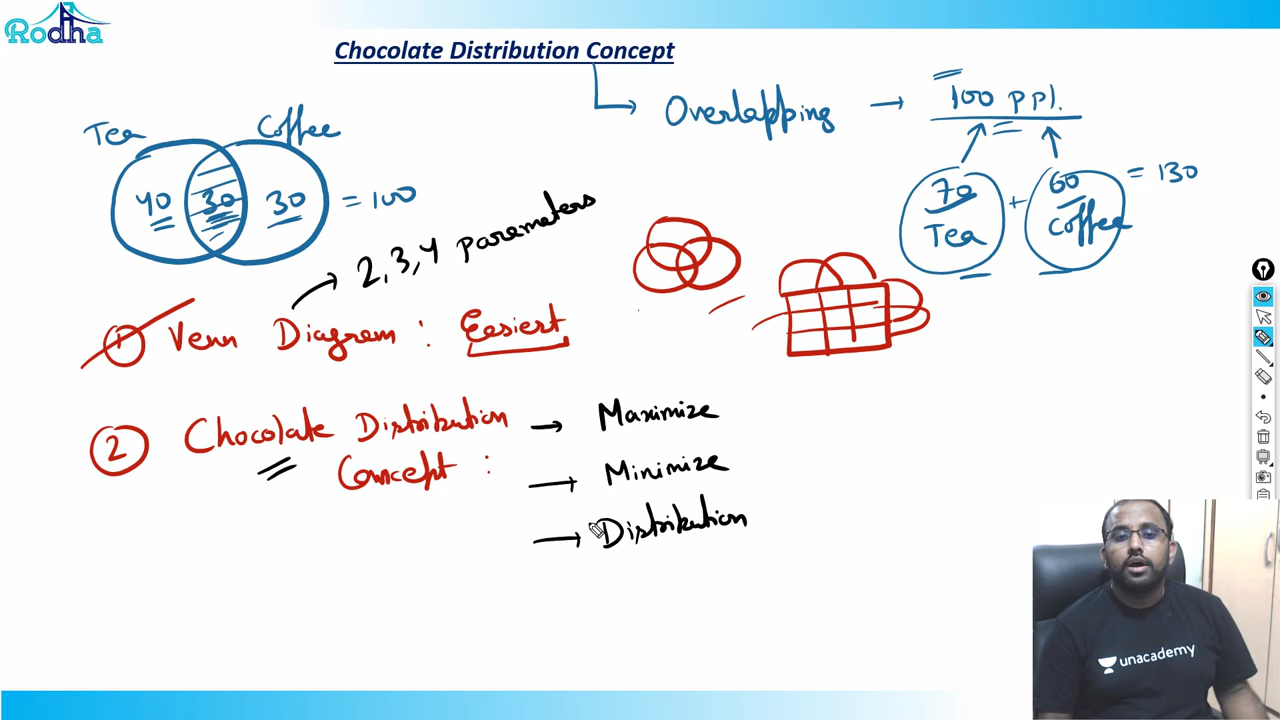 Rodha
Chocolate Distribution Concept
Overlapping → 100 ppl.
70 Tea + 60 Coffee = 130
Tea Coffee
40 30 30 = 100
2, 3, 4 parameters
1 Venn Diagram : Easiest
2 Chocolate Distribution → Maximize
Concept : → Minimize
→ Distribution
unacademy